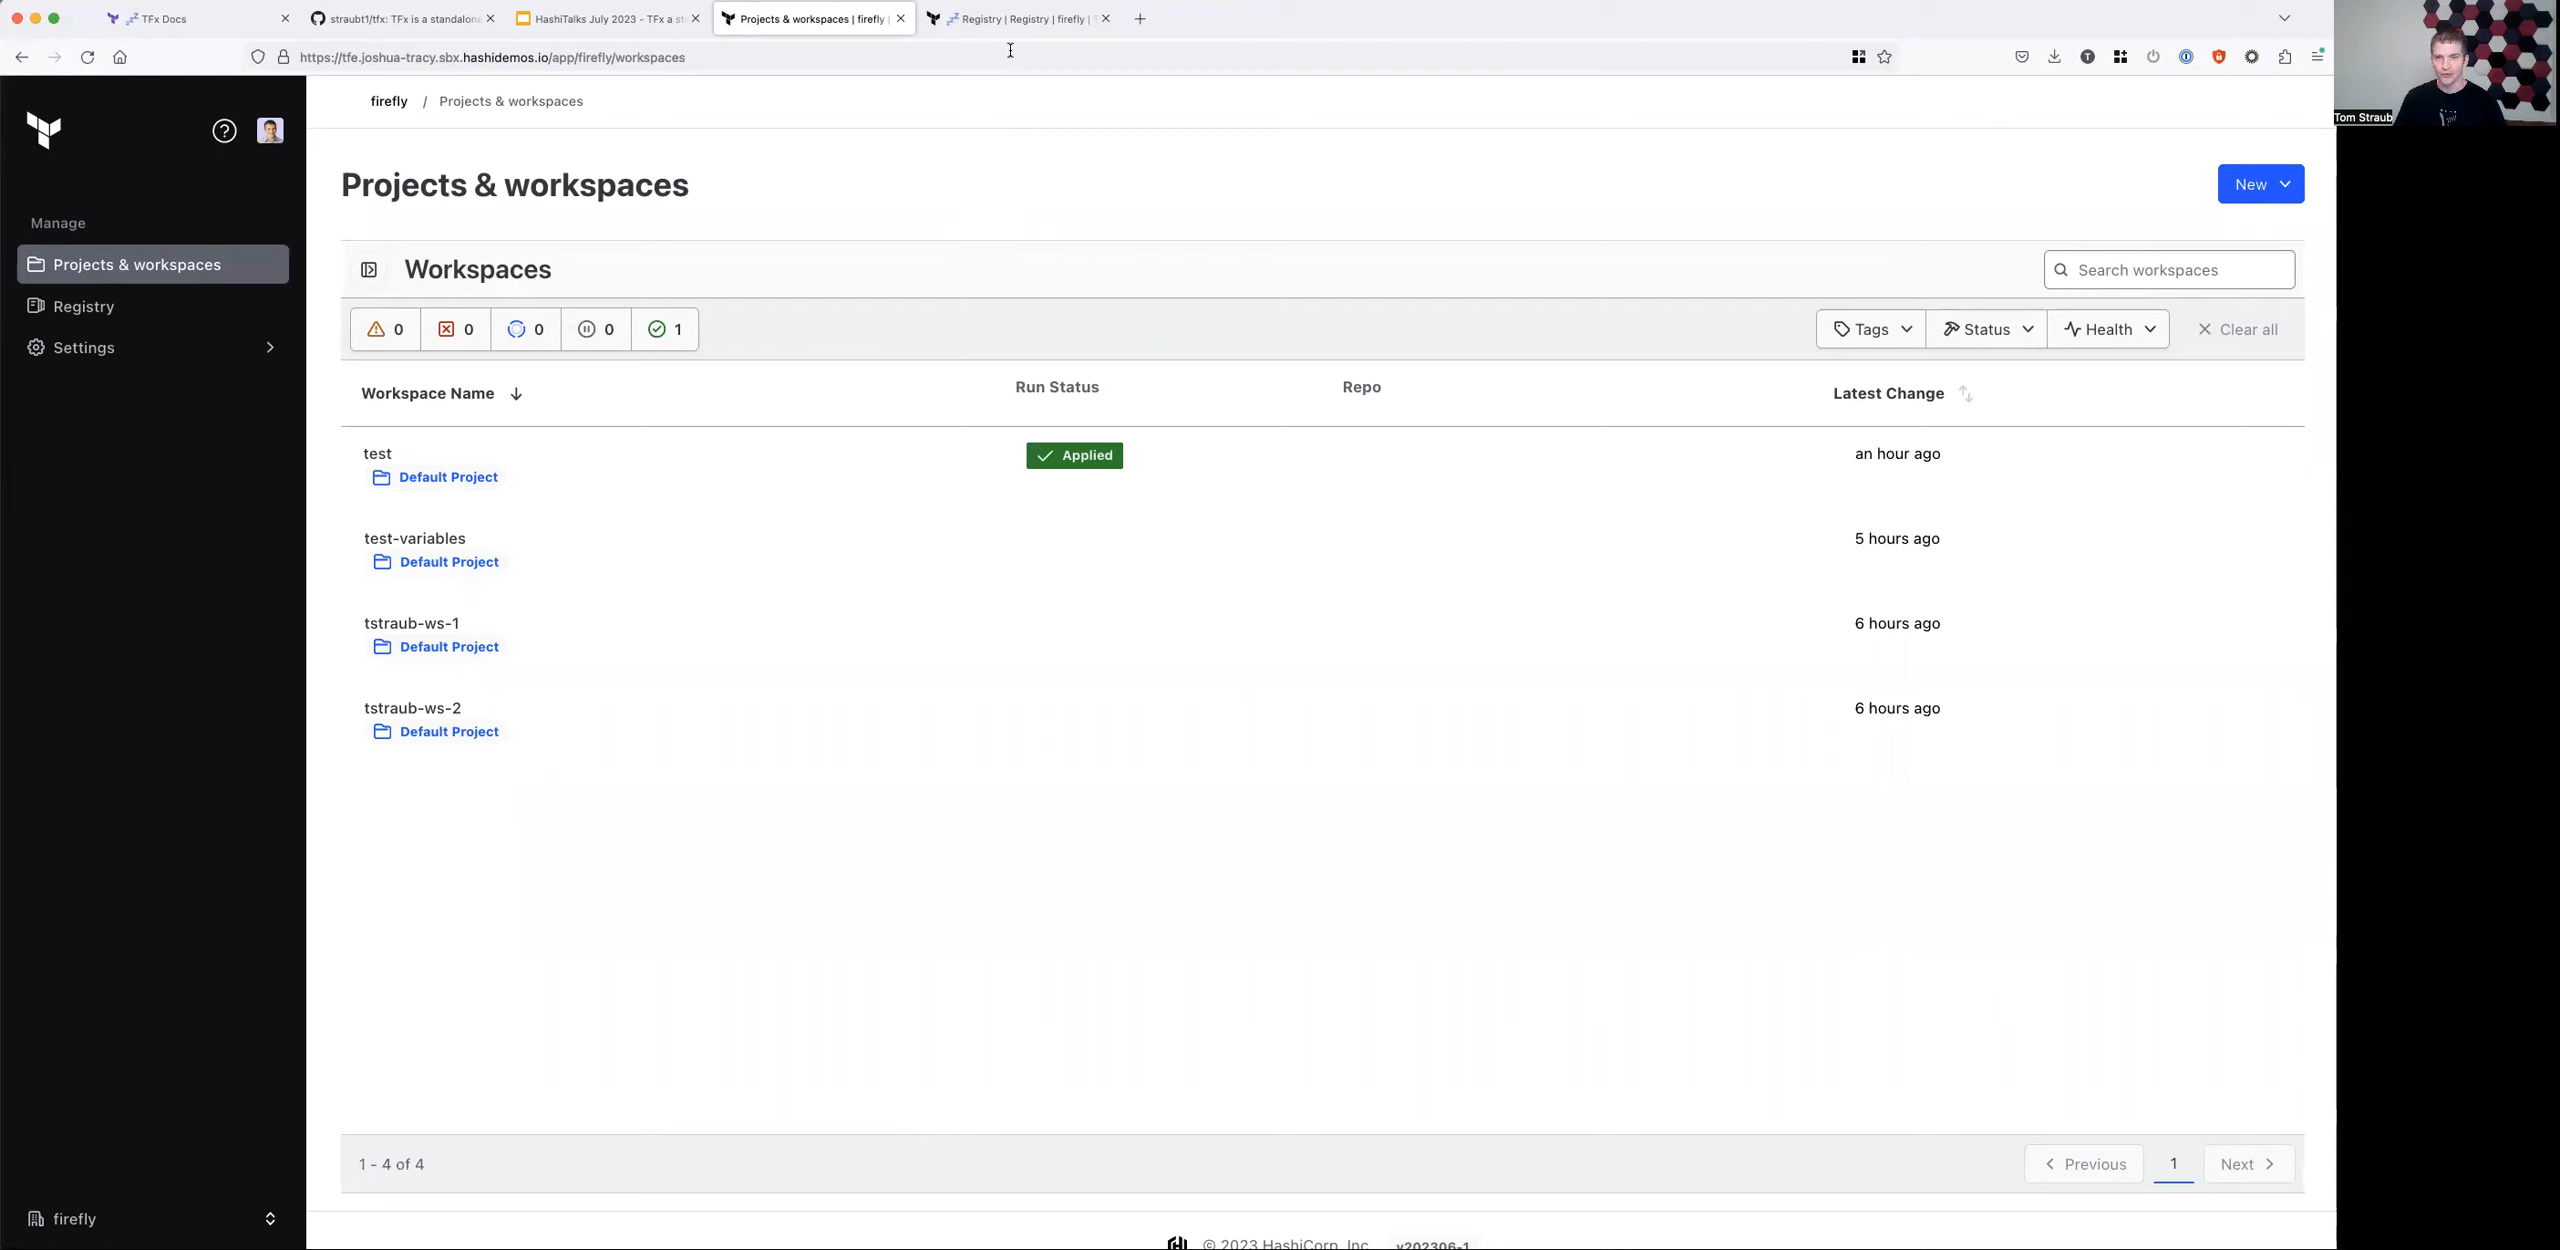 TFx Docs
straubt1/tfx: TFx is a standalone
HashiTalks July 2023 - TFx a st
Projects & workspaces | firefly |
Registry | Registry | firefly | T
https://tfe.joshua-tracy.sbx.hashidemos.io/app/firefly/workspaces
Tom Straub
firefly / Projects & workspaces
Projects & workspaces
New
Manage
Projects & workspaces
Registry
Settings
Workspaces
Search workspaces
0 0 0 0 1
Tags Status Health Clear all
Workspace Name Run Status Repo Latest Change
test Applied an hour ago
Default Project
test-variables 5 hours ago
Default Project
tstraub-ws-1 6 hours ago
Default Project
tstraub-ws-2 6 hours ago
Default Project
1 - 4 of 4 Previous 1 Next
firefly
© 2023 HashiCorp, Inc. v202306-1